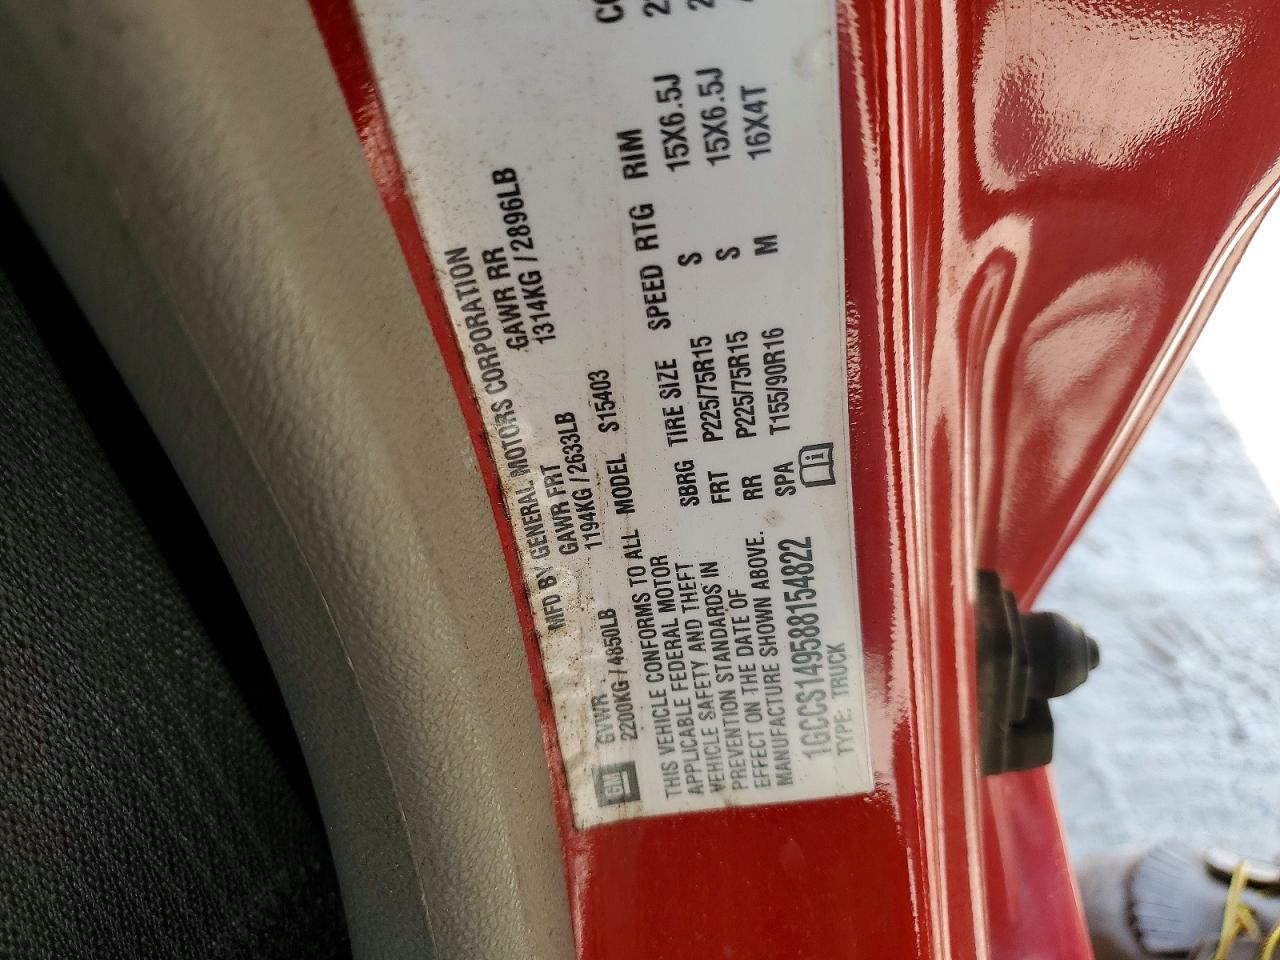 MFD BY GENERAL MOTORS CORPORATION
GVWR GAWR FRT GAWR RR
2200KG / 4850LB 1194KG / 2633LB 1314KG / 2896LB
GM
THIS VEHICLE CONFORMS TO ALL
APPLICABLE FEDERAL MOTOR
VEHICLE SAFETY AND THEFT
PREVENTION STANDARDS IN
EFFECT ON THE DATE OF
MANUFACTURE SHOWN ABOVE.
1GCCS149588154822
TYPE: TRUCK
MODEL S15403
SBRG TIRE SIZE SPEED RTG RIM
FRT P225/75R15 S 15X6.5J
RR P225/75R15 S 15X6.5J
SPA T155/90R16 M 16X4T